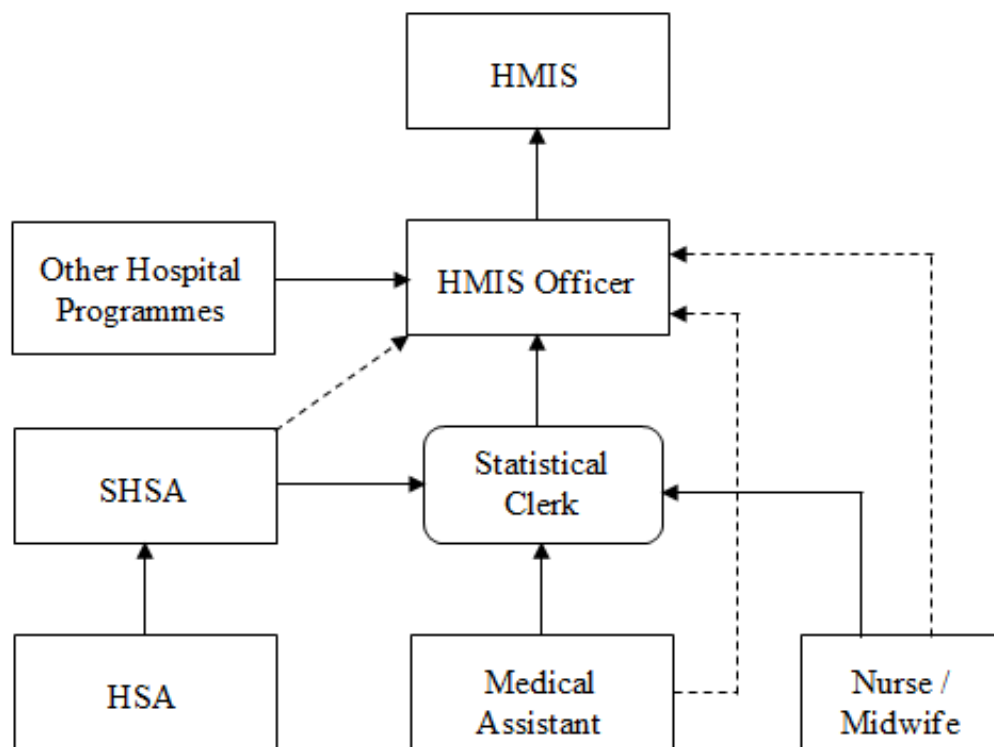 HMIS
Other Hospital
Programmes
HMIS Officer
SHSA
Statistical
Clerk
HSA
Medical
Assistant
Nurse /
Midwife